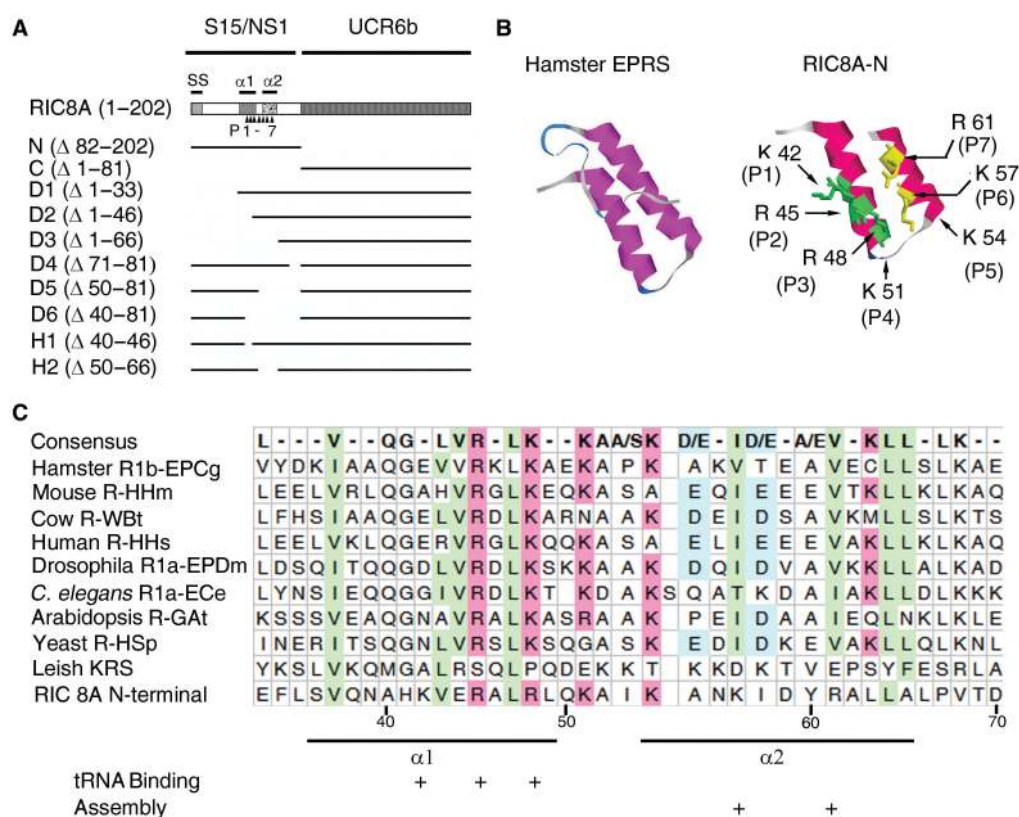 A
S15/NS1 UCR6b
SS α1 α2
RIC8A (1–202)
P 1 - 7
N (Δ 82–202)
C (Δ 1–81)
D1 (Δ 1–33)
D2 (Δ 1–46)
D3 (Δ 1–66)
D4 (Δ 71–81)
D5 (Δ 50–81)
D6 (Δ 40–81)
H1 (Δ 40–46)
H2 (Δ 50–66)
B
Hamster EPRS
RIC8A-N
K 42
(P1)
R 45
(P2)
R 48
(P3)
K 51
(P4)
R 61
(P7)
K 57
(P6)
K 54
(P5)
C
Consensus L - - - V - - Q G - L V R - L K - - K A A/S K D/E - I D/E - A/E V - K L L - L K - -
Hamster R1b-EPCg V Y D K I A A Q G E V V R K L K A E K A P K A K V T E A V E C L L S L K A E
Mouse R-HHm L E E L V R L Q G A H V R G L K E Q K A S A E Q I E E E V T K L L K L K A Q
Cow R-WBt L F H S I A A Q G E L V R D L K A R N A A K D E I D S A V K M L L S L K T S
Human R-HHs L E E L V K L Q G E R V R G L K Q Q K A S A E L I E E E V A K L L K L K A Q
Drosophila R1a-EPDm L D S Q I T Q Q G D L V R D L K S K K A A K D Q I D V A V K K L L A L K A D
C. elegans R1a-ECe L Y N S I E Q Q G G I V R D L K T K D A K S Q A T K D A I A K L L D L K K K
Arabidopsis R-GAt K S S S V E A Q G N A V R A L K A S R A A K P E I D A A I E Q L N K L K L E
Yeast R-HSp I N E R I T S Q G N L V R S L K S Q G A S K E D I D K E V A K L L Q L K N L
Leish KRS Y K S L V K Q M G A L R S Q L P Q D E K K T K K D K T V E P S Y F E S R L A
RIC 8A N-terminal E F L S V Q N A H K V E R A L R L Q K A I K A N K I D Y R A L L A L P V T D
40 50 60 70
α1 α2
tRNA Binding + + +
Assembly + +